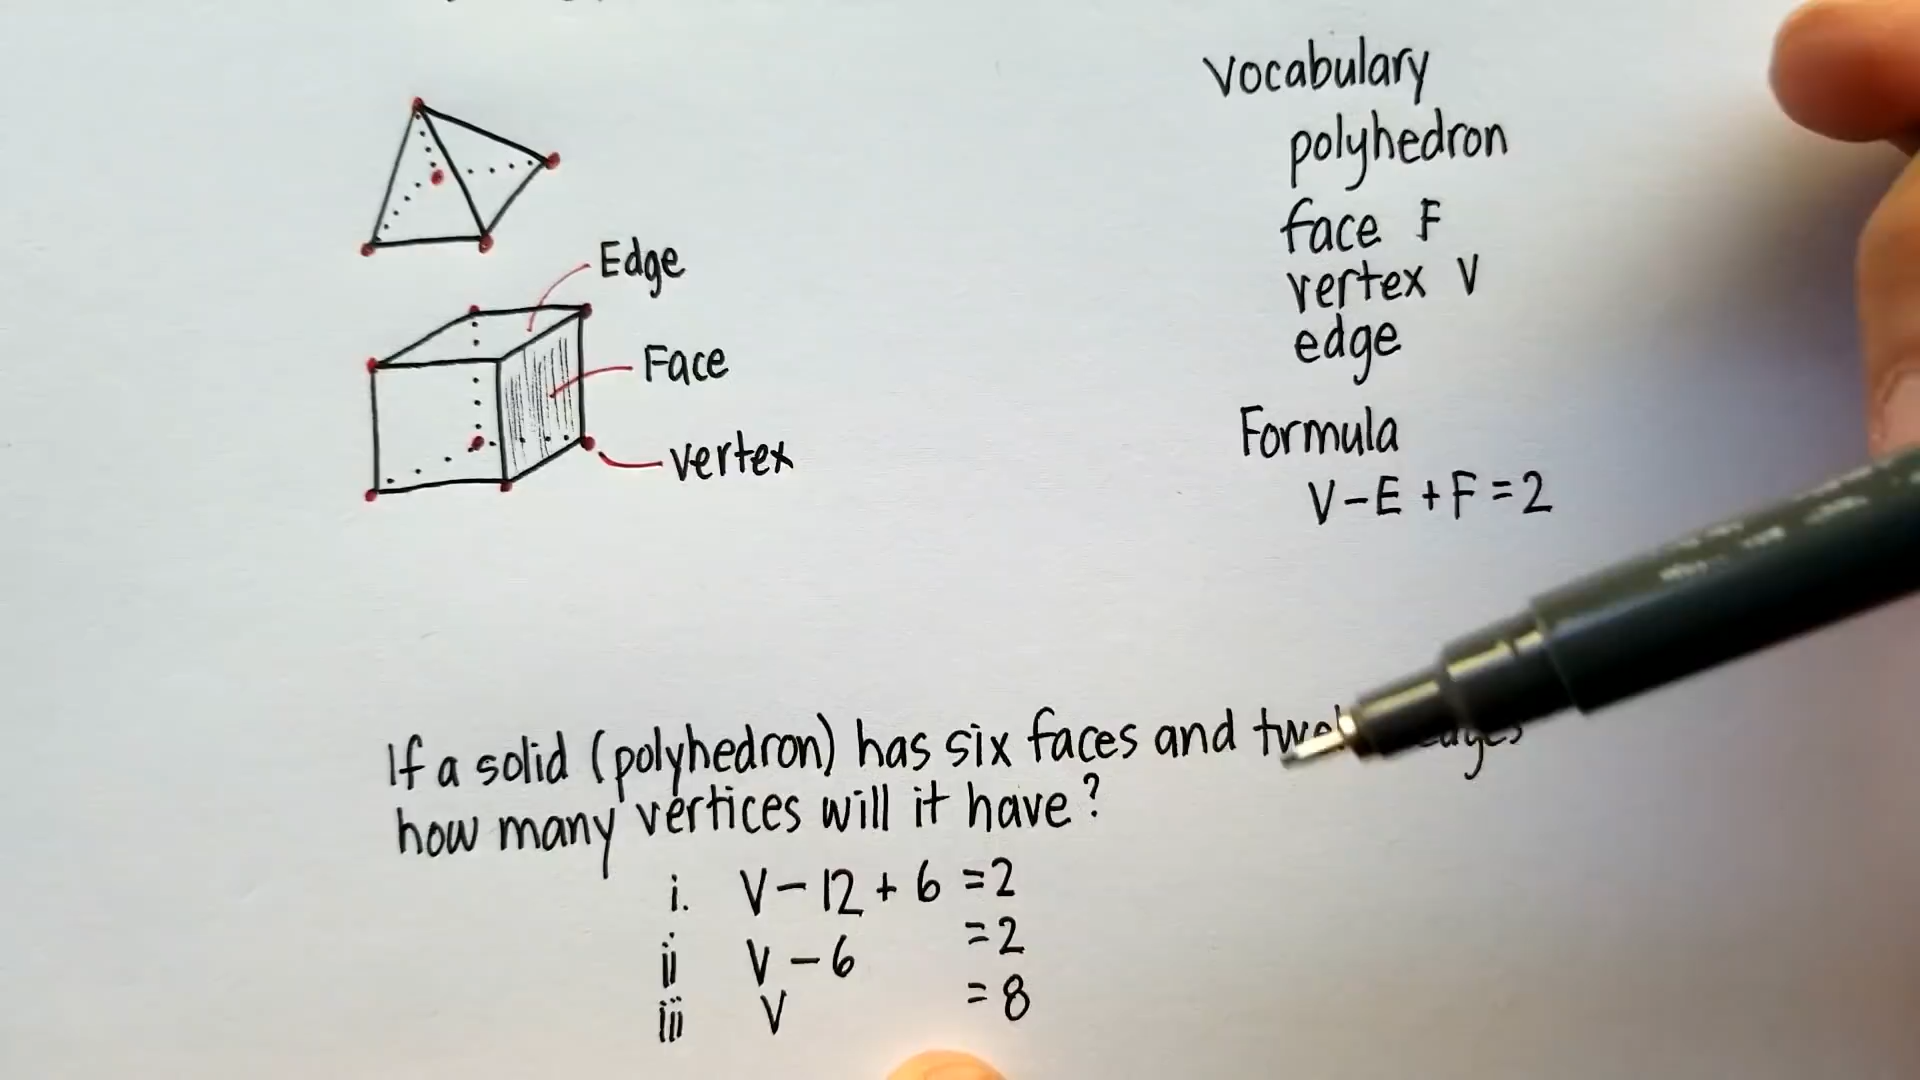 Vocabulary
polyhedron
face F
vertex V
edge
Formula
V-E+F=2
Edge
Face
vertex
If a solid (polyhedron) has six faces and edges
how many vertices will it have?
i. V-12+6 =2
ii V-6 =2
iii V =8